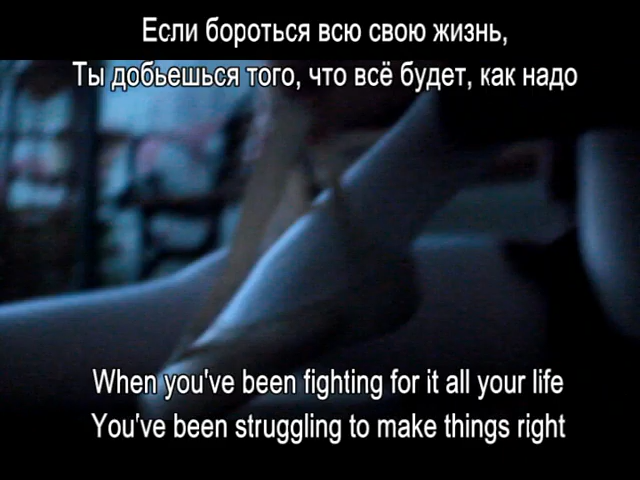 Если бороться всю свою жизнь,
Ты добьешься того, что всё будет, как надо
When you've been fighting for it all your life
You've been struggling to make things right